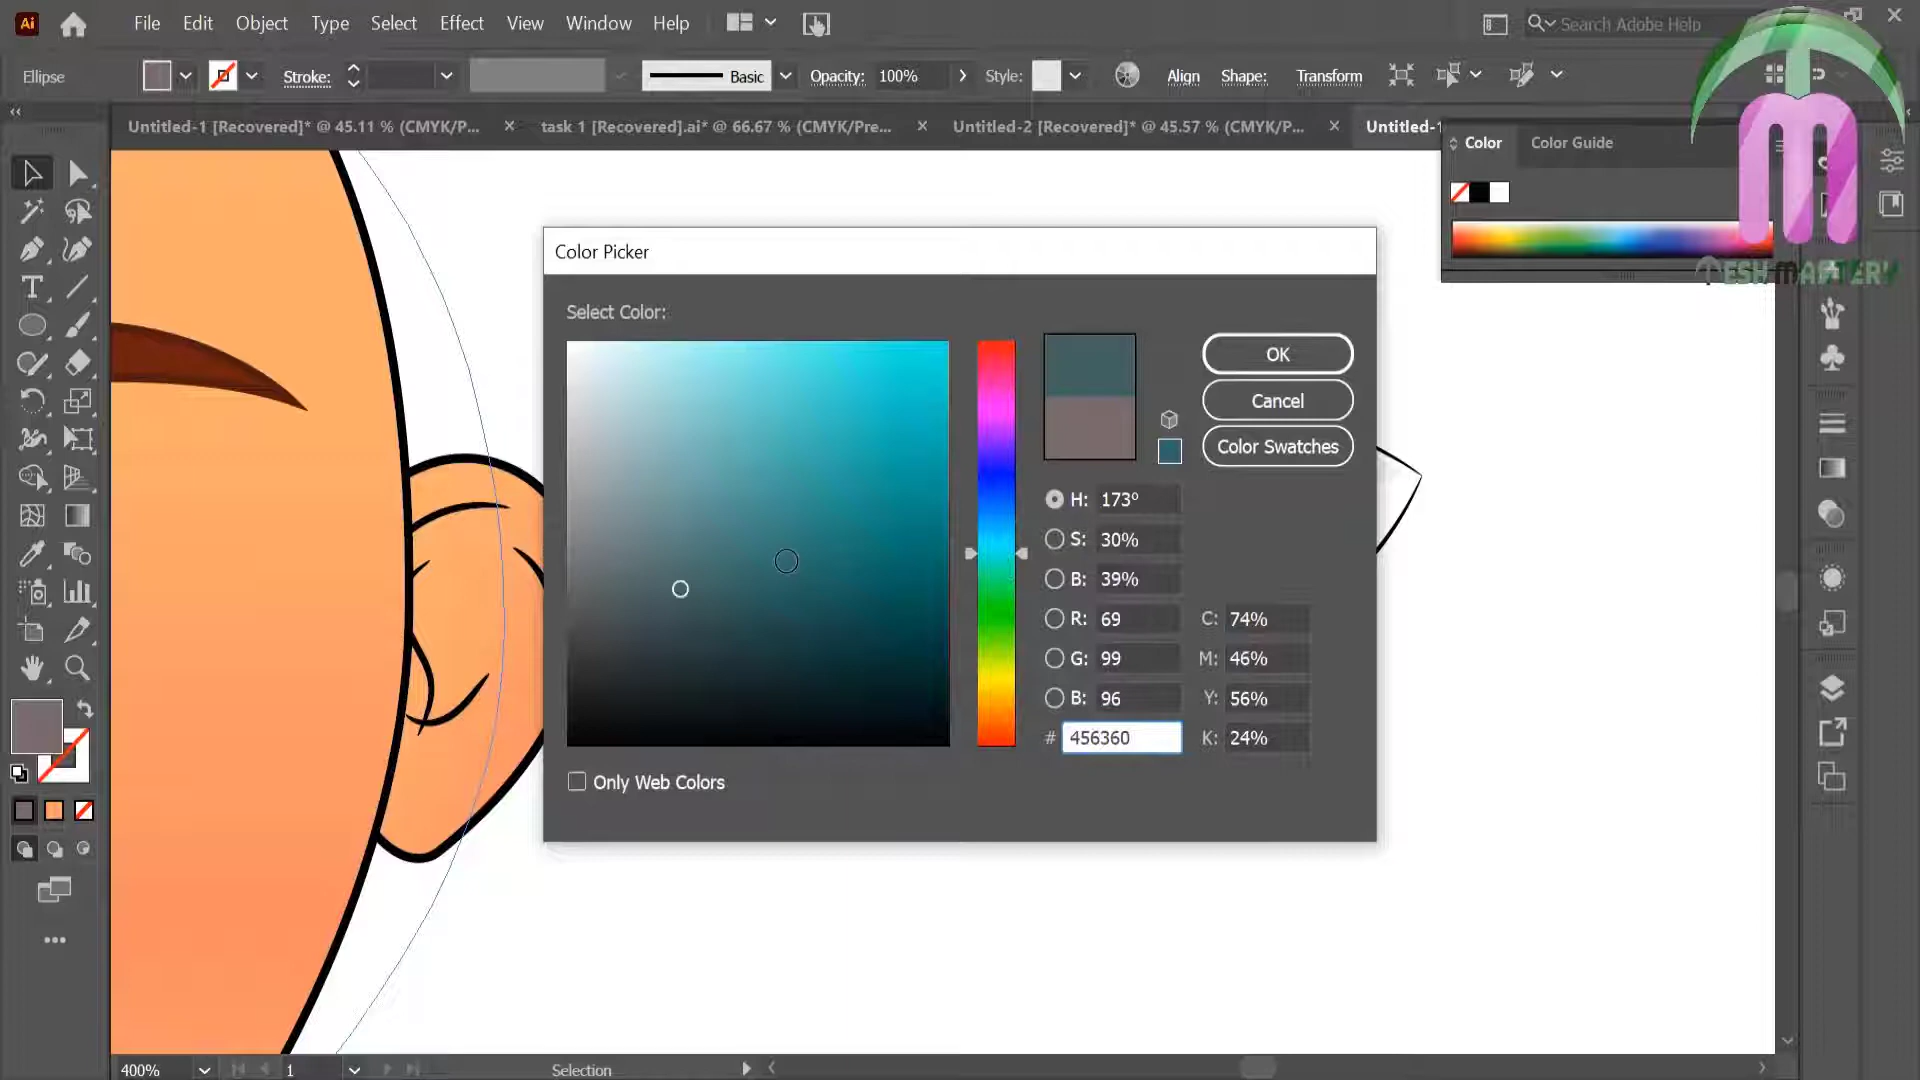 Ai File Edit Object Type Select Effect View Window Help Search Adobe Help
Ellipse Stroke: Basic Opacity: 100% Style: Align Shape: Transform
Untitled-1 [Recovered]* @ 45.11 % (CMYK/P... task 1 [Recovered].ai* @ 66.67 % (CMYK/Pre... Untitled-2 [Recovered]* @ 45.57 % (CMYK/P... Untitled-1
Color Color Guide
MESH MASTERY
Color Picker
Select Color:
OK
Cancel
Color Swatches
H: 173º
S: 30%
B: 39%
R: 69 C: 74%
G: 99 M: 46%
B: 96 Y: 56%
# 456360 K: 24%
Only Web Colors
400% 1 Selection